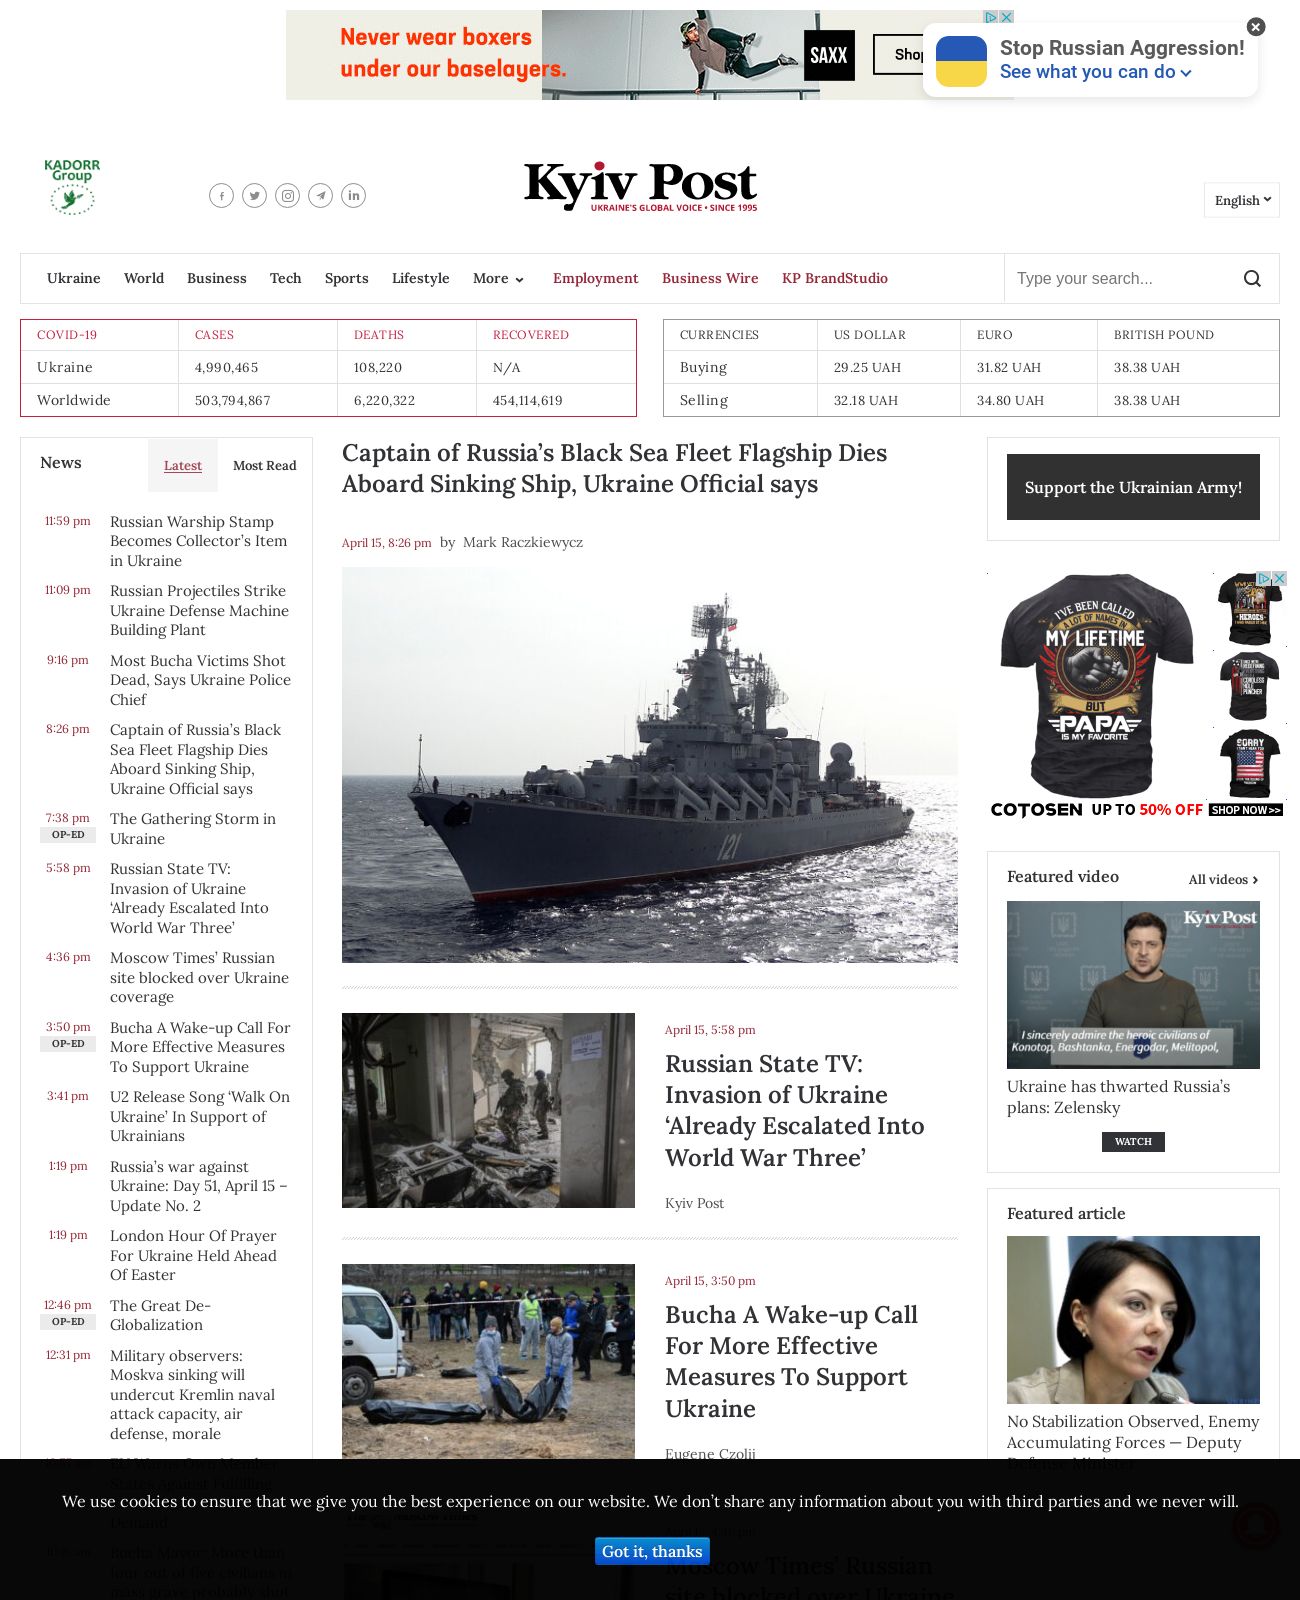 Never wear boxers
under our baselayers.
SAXX
Shop
Stop Russian Aggression!
See what you can do
KADORR
Group
Kyiv Post
UKRAINE'S GLOBAL VOICE • SINCE 1995
English
Ukraine World Business Tech Sports Lifestyle More Employment Business Wire KP BrandStudio
Type your search...
COVID-19 CASES DEATHS RECOVERED
Ukraine 4,990,465 108,220 N/A
Worldwide 503,794,867 6,220,322 454,114,619
CURRENCIES US DOLLAR EURO BRITISH POUND
Buying 29.25 UAH 31.82 UAH 38.38 UAH
Selling 32.18 UAH 34.80 UAH 38.38 UAH
News Latest Most Read
11:59 pm Russian Warship Stamp
Becomes Collector’s Item
in Ukraine
11:09 pm Russian Projectiles Strike
Ukraine Defense Machine
Building Plant
9:16 pm Most Bucha Victims Shot
Dead, Says Ukraine Police
Chief
8:26 pm Captain of Russia’s Black
Sea Fleet Flagship Dies
Aboard Sinking Ship,
Ukraine Official says
7:38 pm The Gathering Storm in
OP-ED Ukraine
5:58 pm Russian State TV:
Invasion of Ukraine
‘Already Escalated Into
World War Three’
4:36 pm Moscow Times’ Russian
site blocked over Ukraine
coverage
3:50 pm Bucha A Wake-up Call For
OP-ED More Effective Measures
To Support Ukraine
3:41 pm U2 Release Song ‘Walk On
Ukraine’ In Support of
Ukrainians
1:19 pm Russia’s war against
Ukraine: Day 51, April 15 –
Update No. 2
1:19 pm London Hour Of Prayer
For Ukraine Held Ahead
Of Easter
12:46 pm The Great De-
OP-ED Globalization
12:31 pm Military observers:
Moskva sinking will
undercut Kremlin naval
attack capacity, air
defense, morale
Captain of Russia’s Black Sea Fleet Flagship Dies
Aboard Sinking Ship, Ukraine Official says
April 15, 8:26 pm by Mark Raczkiewycz
121
April 15, 5:58 pm
Russian State TV:
Invasion of Ukraine
‘Already Escalated Into
World War Three’
Kyiv Post
April 15, 3:50 pm
Bucha A Wake-up Call
For More Effective
Measures To Support
Ukraine
Eugene Czolij
Moscow Times’ Russian
site blocked over Ukraine
Support the Ukrainian Army!
I'VE BEEN CALLED
A LOT OF NAMES IN
MY LIFETIME
BUT
PAPA
IS MY FAVORITE
HEROES
SORRY
COTOSEN UP TO 50% OFF SHOP NOW >>
Featured video All videos
Kyiv Post
I sincerely admire the heroic civilians of
Konotop, Bashtanka, Energodar, Melitopol,
Ukraine has thwarted Russia’s
plans: Zelensky
WATCH
Featured article
No Stabilization Observed, Enemy
Accumulating Forces — Deputy
Defense Minister
We use cookies to ensure that we give you the best experience on our website. We don’t share any information about you with third parties and we never will.
Got it, thanks